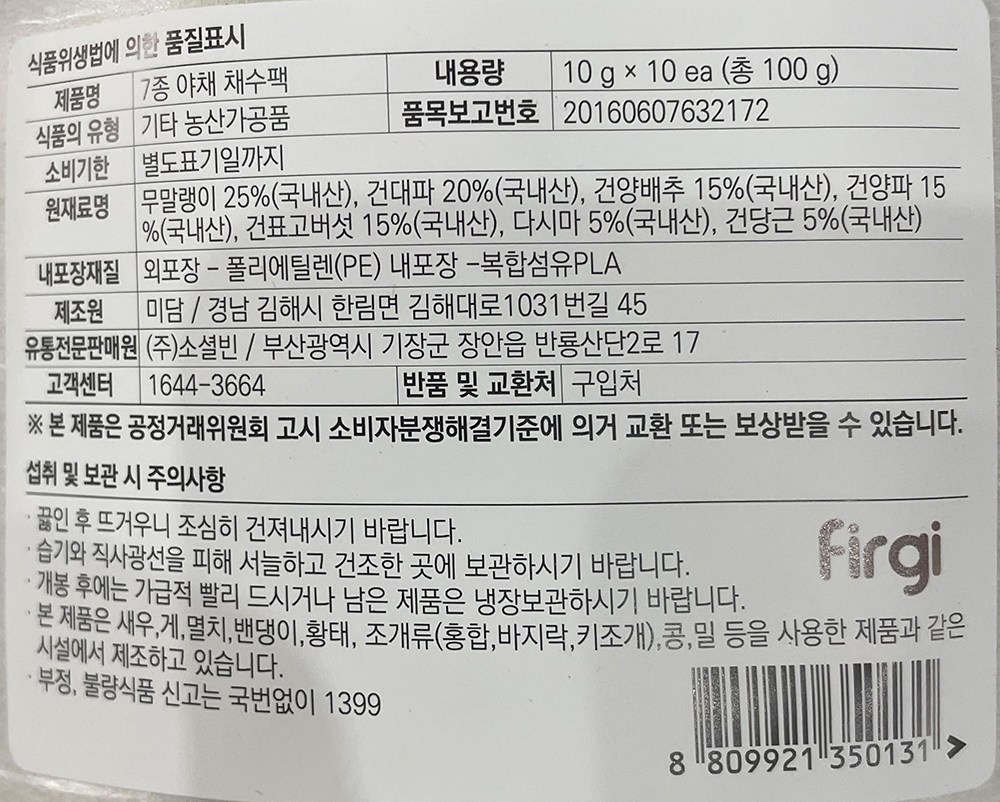 식품위생법에 의한 품질표시
제품명 7종 야채 채수팩 내용량 10 g × 10 ea (총 100 g)
식품의 유형 기타 농산가공품 품목보고번호 20160607632172
소비기한 별도표기일까지
원재료명 무말랭이 25%(국내산), 건대파 20%(국내산), 건양배추 15%(국내산), 건양파 15
%(국내산), 건표고버섯 15%(국내산), 다시마 5%(국내산), 건당근 5%(국내산)
내포장재질 외포장 - 폴리에틸렌(PE) 내포장 -복합섬유PLA
제조원 미담 / 경남 김해시 한림면 김해대로1031번길 45
유통전문판매원 (주)소셜빈 / 부산광역시 기장군 장안읍 반룡산단2로 17
고객센터 1644-3664 반품 및 교환처 구입처
※ 본 제품은 공정거래위원회 고시 소비자분쟁해결기준에 의거 교환 또는 보상받을 수 있습니다.
섭취 및 보관 시 주의사항
· 끓인 후 뜨거우니 조심히 건져내시기 바랍니다.
· 습기와 직사광선을 피해 서늘하고 건조한 곳에 보관하시기 바랍니다.
· 개봉 후에는 가급적 빨리 드시거나 남은 제품은 냉장보관하시기 바랍니다.
· 본 제품은 새우,게,멸치,밴댕이,황태, 조개류(홍합,바지락,키조개),콩,밀 등을 사용한 제품과 같은
시설에서 제조하고 있습니다.
· 부정, 불량식품 신고는 국번없이 1399
firgi
8 809921 350131 >